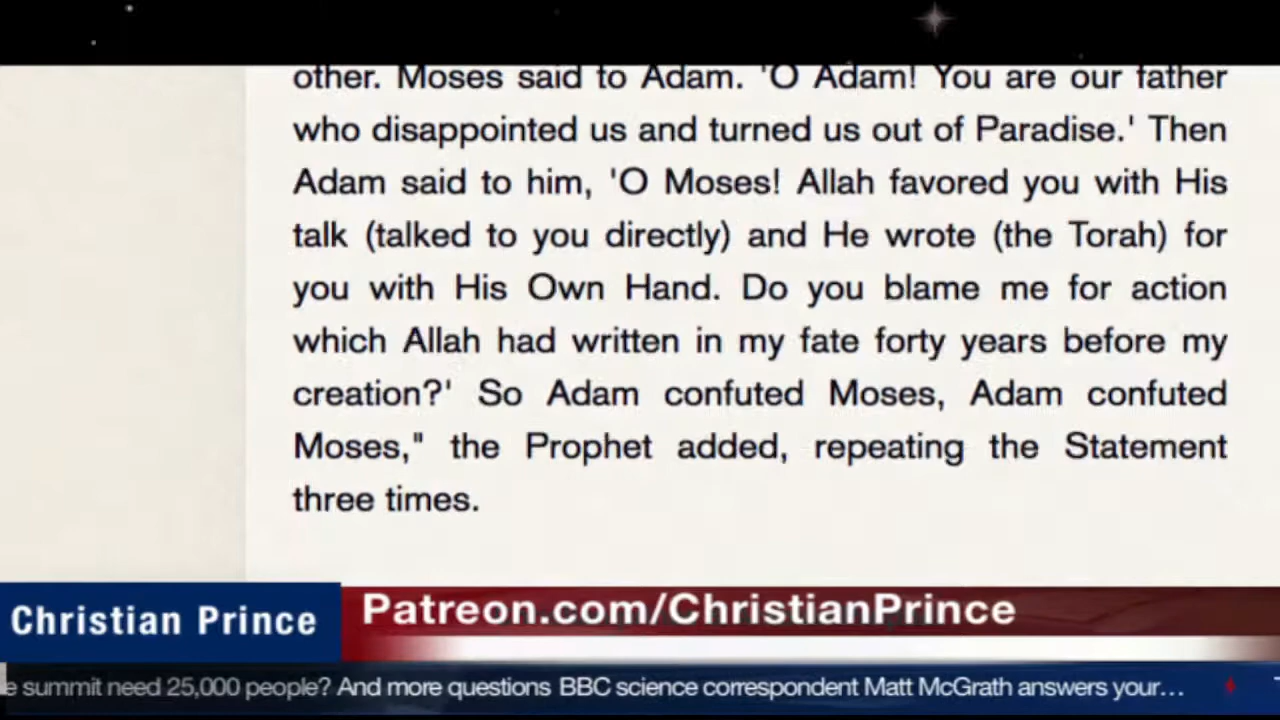 other. Moses said to Adam. 'O Adam! You are our father
who disappointed us and turned us out of Paradise.' Then
Adam said to him, 'O Moses! Allah favored you with His
talk (talked to you directly) and He wrote (the Torah) for
you with His Own Hand. Do you blame me for action
which Allah had written in my fate forty years before my
creation?' So Adam confuted Moses, Adam confuted
Moses," the Prophet added, repeating the Statement
three times.
Christian Prince
Patreon.com/ChristianPrince
e summit need 25,000 people? And more questions BBC science correspondent Matt McGrath answers your…